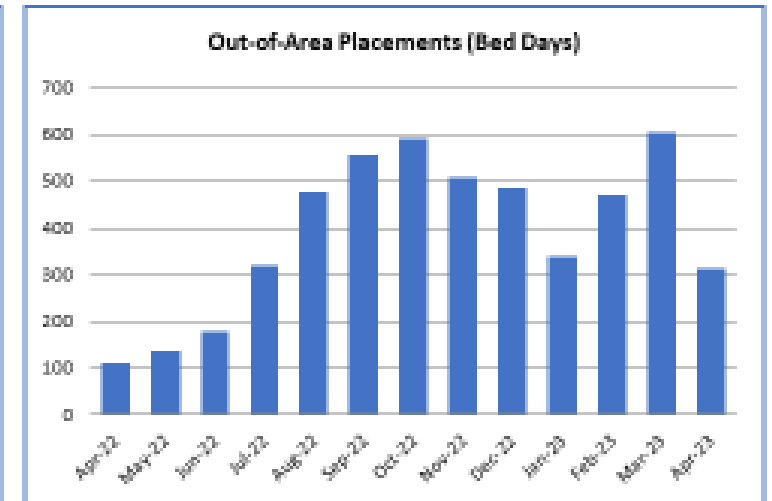 Out-of-Area Placements (Bed Days)
700
600
500
400
300
200
100
0
Apr-22
May-22
Jun-22
Jul-22
Aug-22
Sep-22
Oct-22
Nov-22
Dec-22
Jan-23
Feb-23
Mar-23
Apr-23